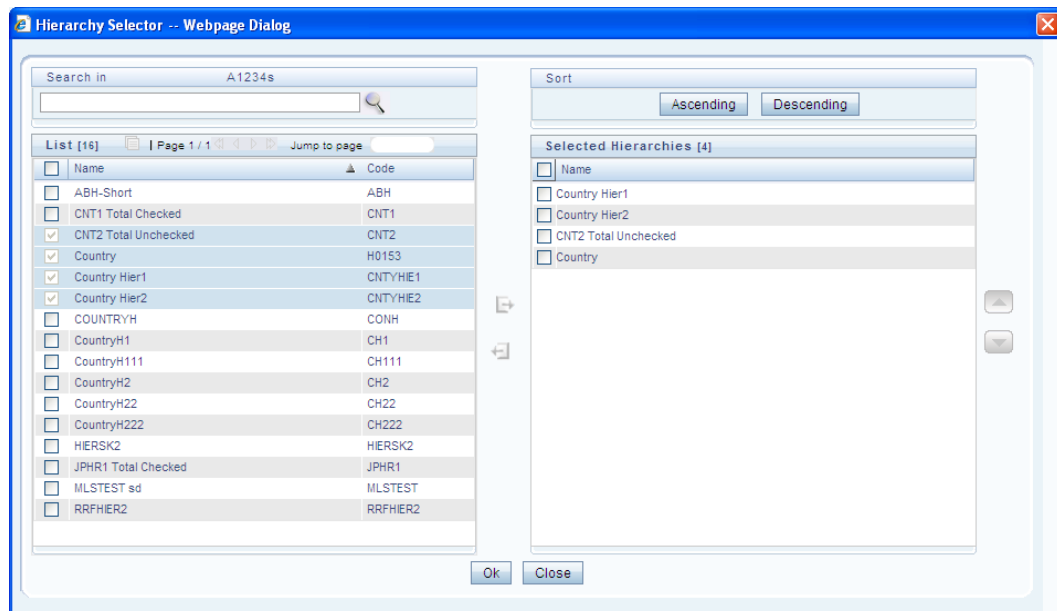 Hierarchy Selector -- Webpage Dialog
Search in A1234s
List [16] | Page 1 / 1 Jump to page
Name Code
ABH-Short ABH
CNT1 Total Checked CNT1
CNT2 Total Unchecked CNT2
Country H0153
Country Hier1 CNTYHIE1
Country Hier2 CNTYHIE2
COUNTRYH CONH
CountryH1 CH1
CountryH111 CH111
CountryH2 CH2
CountryH22 CH22
CountryH222 CH222
HIERSK2 HIERSK2
JPHR1 Total Checked JPHR1
MLSTEST sd MLSTEST
RRFHIER2 RRFHIER2
Sort
Ascending Descending
Selected Hierarchies [4]
Name
Country Hier1
Country Hier2
CNT2 Total Unchecked
Country
Ok Close